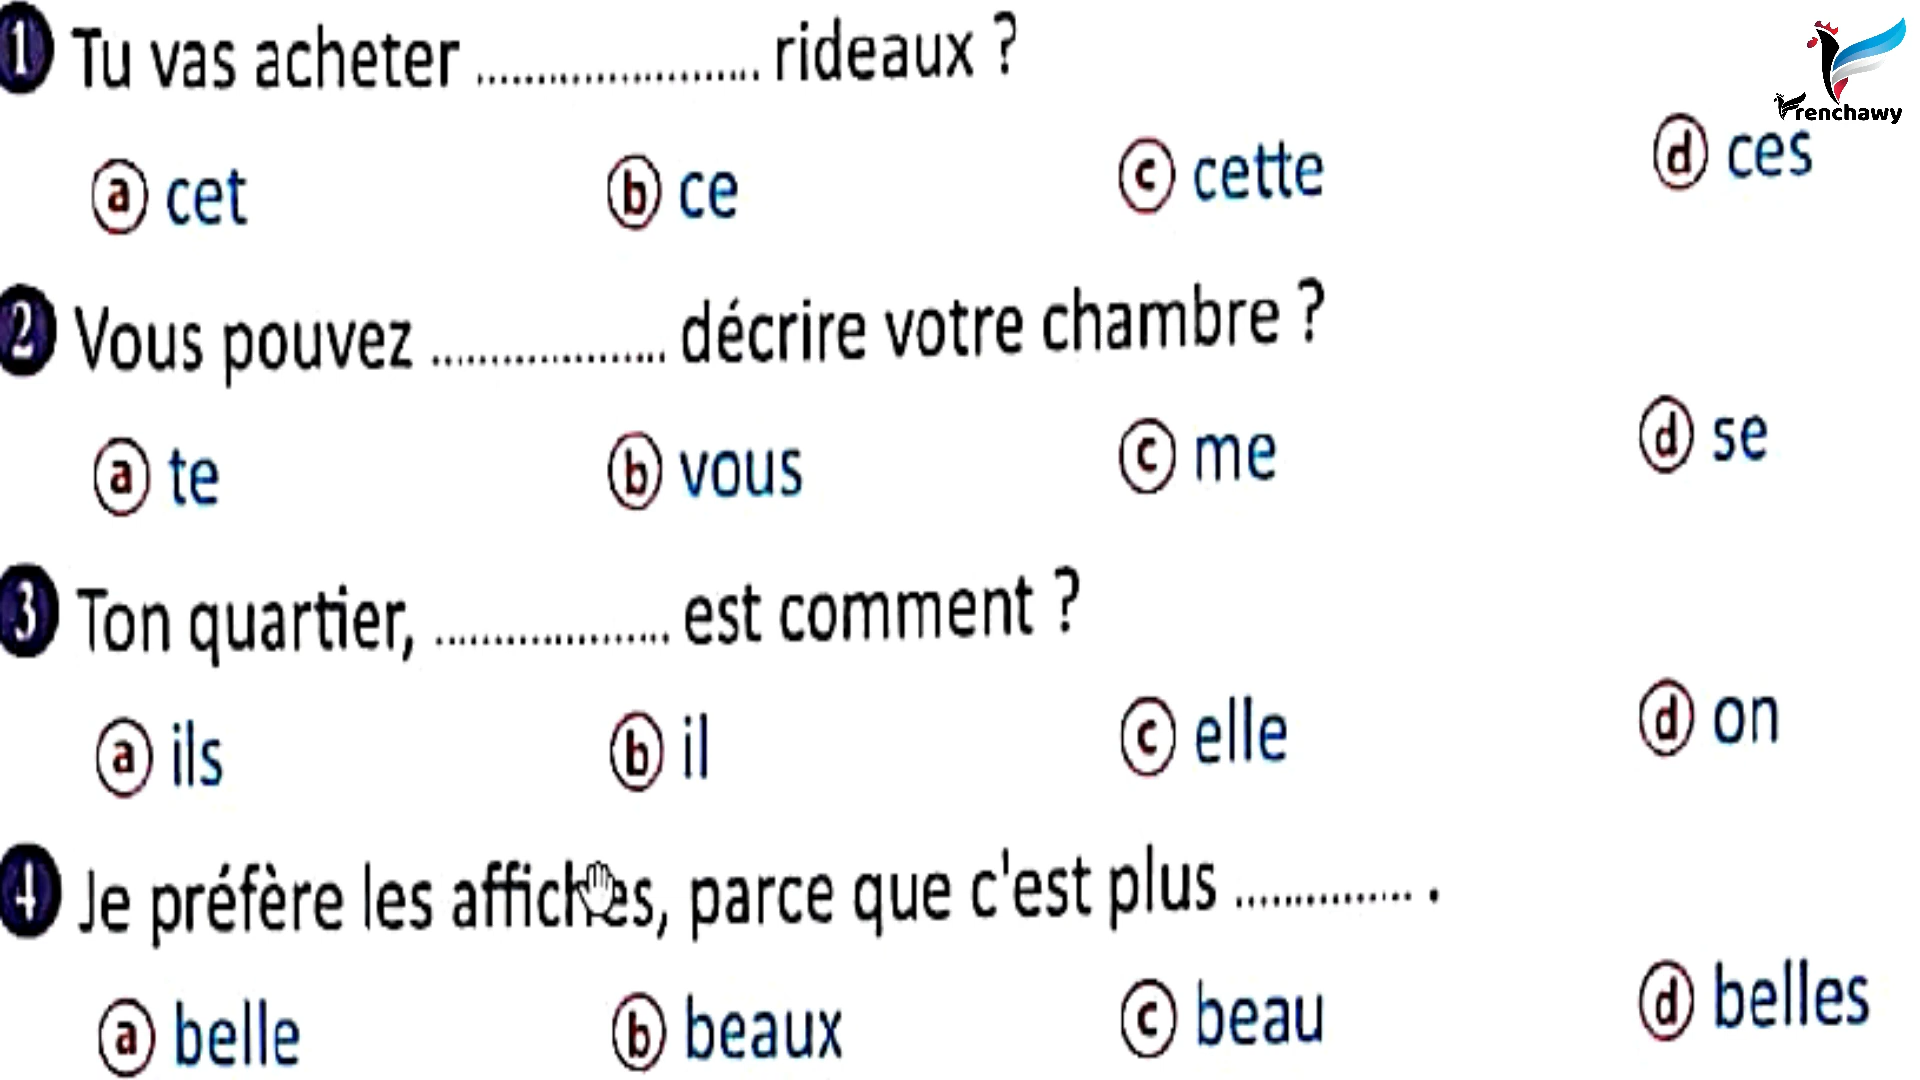 1 Tu vas acheter ........................ rideaux ?
a cet b ce c cette d ces
2 Vous pouvez .................... décrire votre chambre ?
a te b vous c me d se
3 Ton quartier, .................... est comment ?
a ils b il c elle d on
4 Je préfère les affiches, parce que c'est plus ............... .
a belle b beaux c beau d belles
Frenchawy